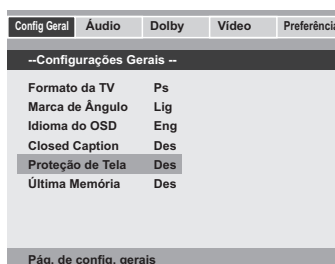 Config Geral Áudio Dolby Vídeo Preferência
--Configurações Gerais --
Formato da TV Ps
Marca de Ângulo Lig
Idioma do OSD Eng
Closed Caption Des
Proteção de Tela Des
Última Memória Des
Pág. de config. gerais